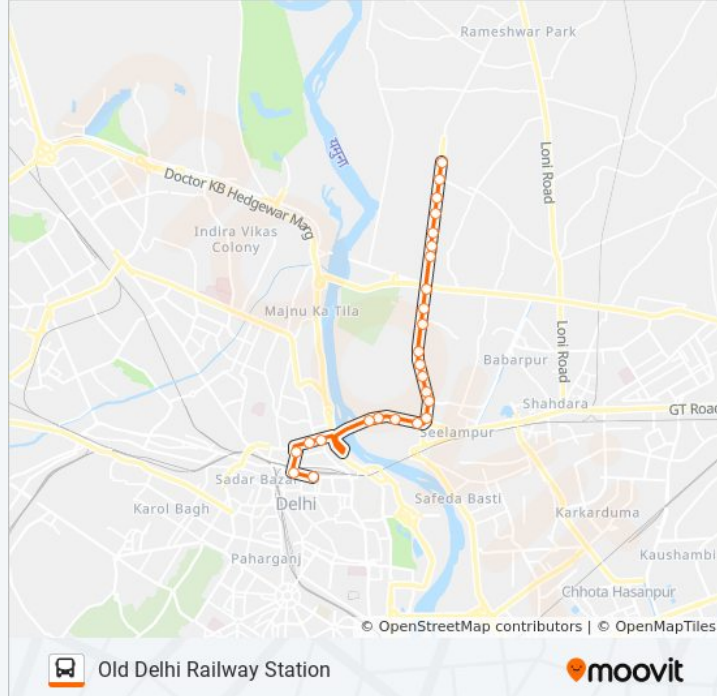 Rameshwar Park
यमुना
Loni Road
Doctor KB Hedgewar Marg
Indira Vikas
Colony
Majnu Ka Tila
Loni Road
Babarpur
Shahdara
GT Road
Seelampur
Sadar Bazar
Delhi
Safeda Basti
Karol Bagh
Karkarduma
Paharganj
Kaushambi
Chhota Hasanpur
© OpenStreetMap contributors | © OpenMapTiles
Old Delhi Railway Station
moovit